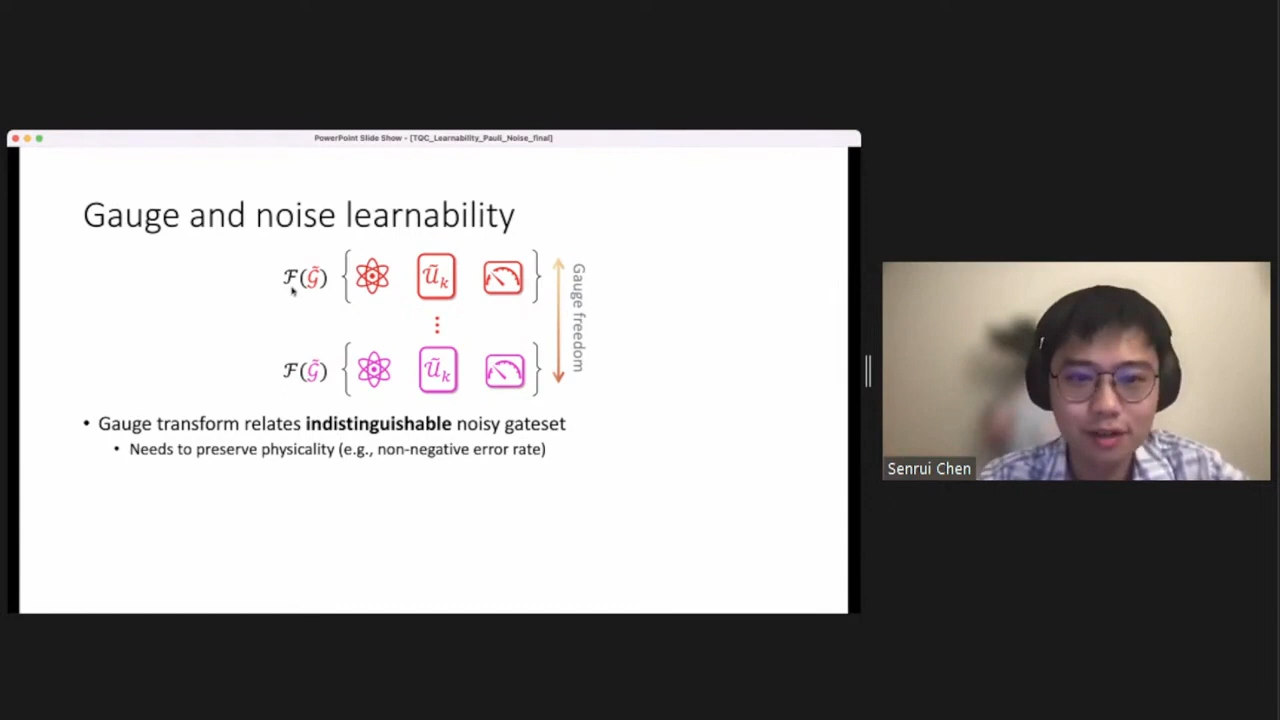 PowerPoint Slide Show - [TQC_Learnability_Pauli_Noise_final]
Gauge and noise learnability
ℱ(𝒢̃) { 𝒰̃ₖ }
⋮
ℱ(𝒢̃) { 𝒰̃ₖ }
Gauge freedom
• Gauge transform relates indistinguishable noisy gateset
• Needs to preserve physicality (e.g., non-negative error rate)
Senrui Chen